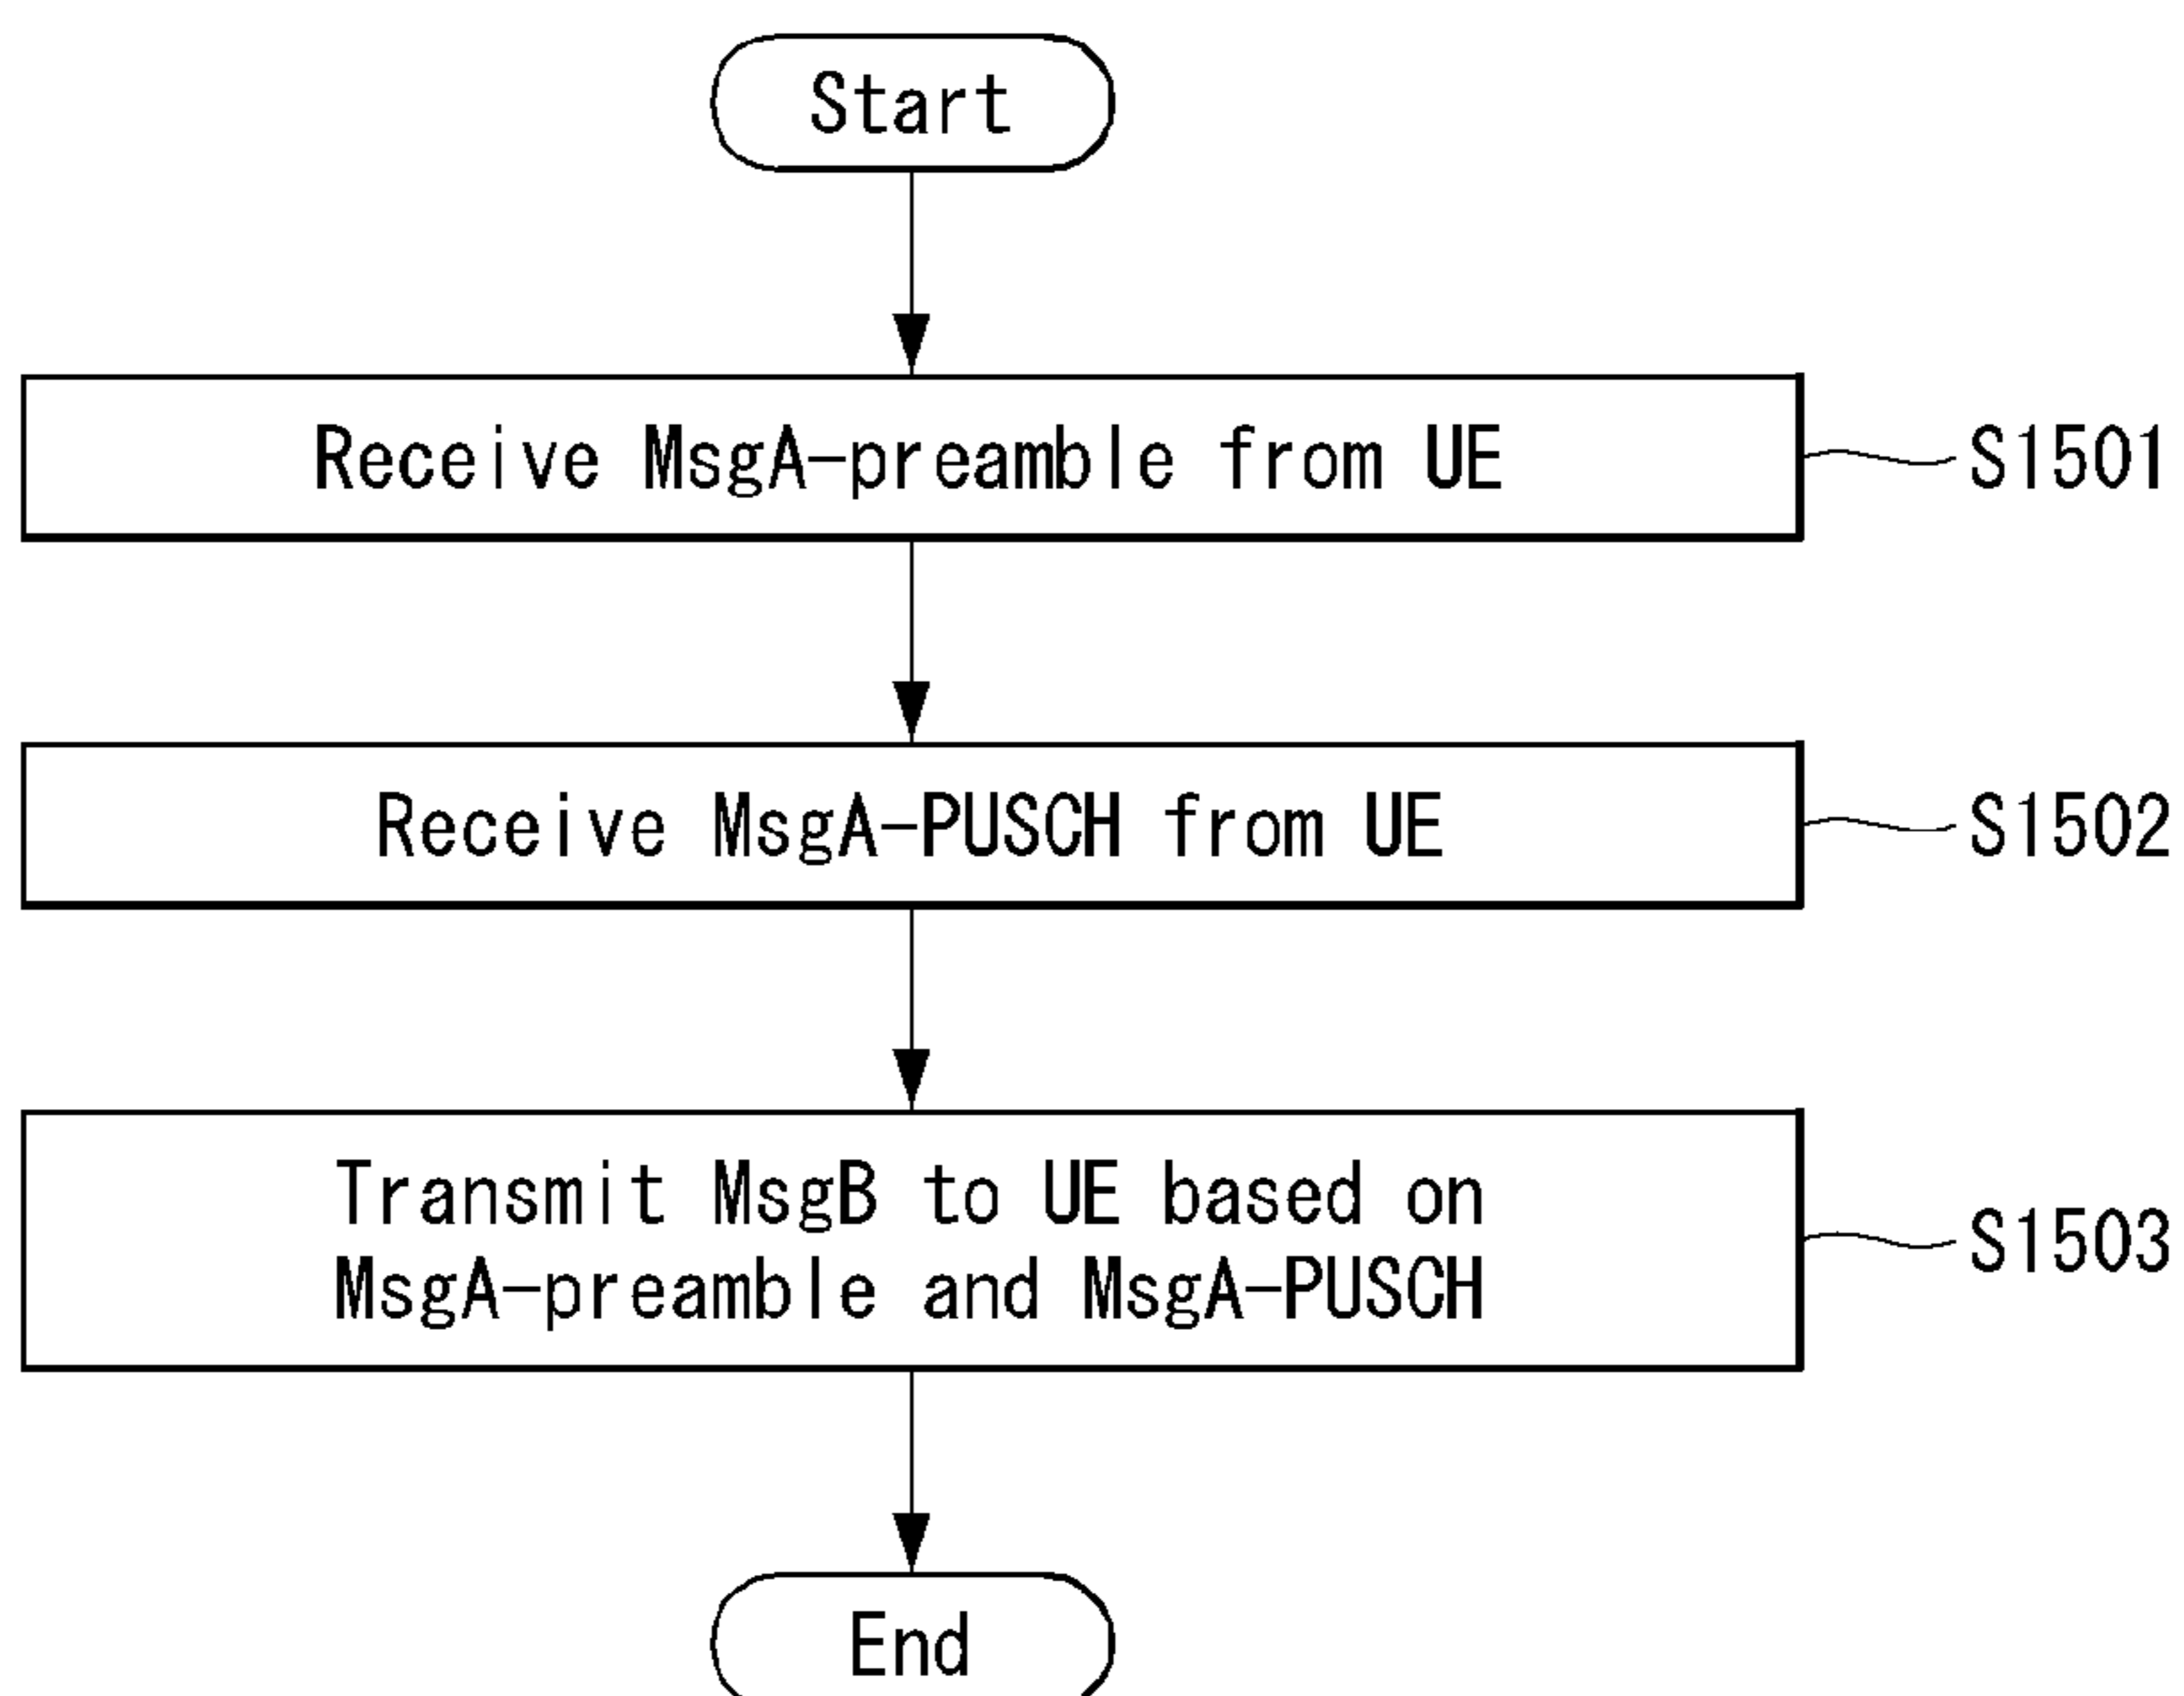 Start
Receive MsgA-preamble from UE
S1501
Receive MsgA-PUSCH from UE
S1502
Transmit MsgB to UE based on
MsgA-preamble and MsgA-PUSCH
S1503
End